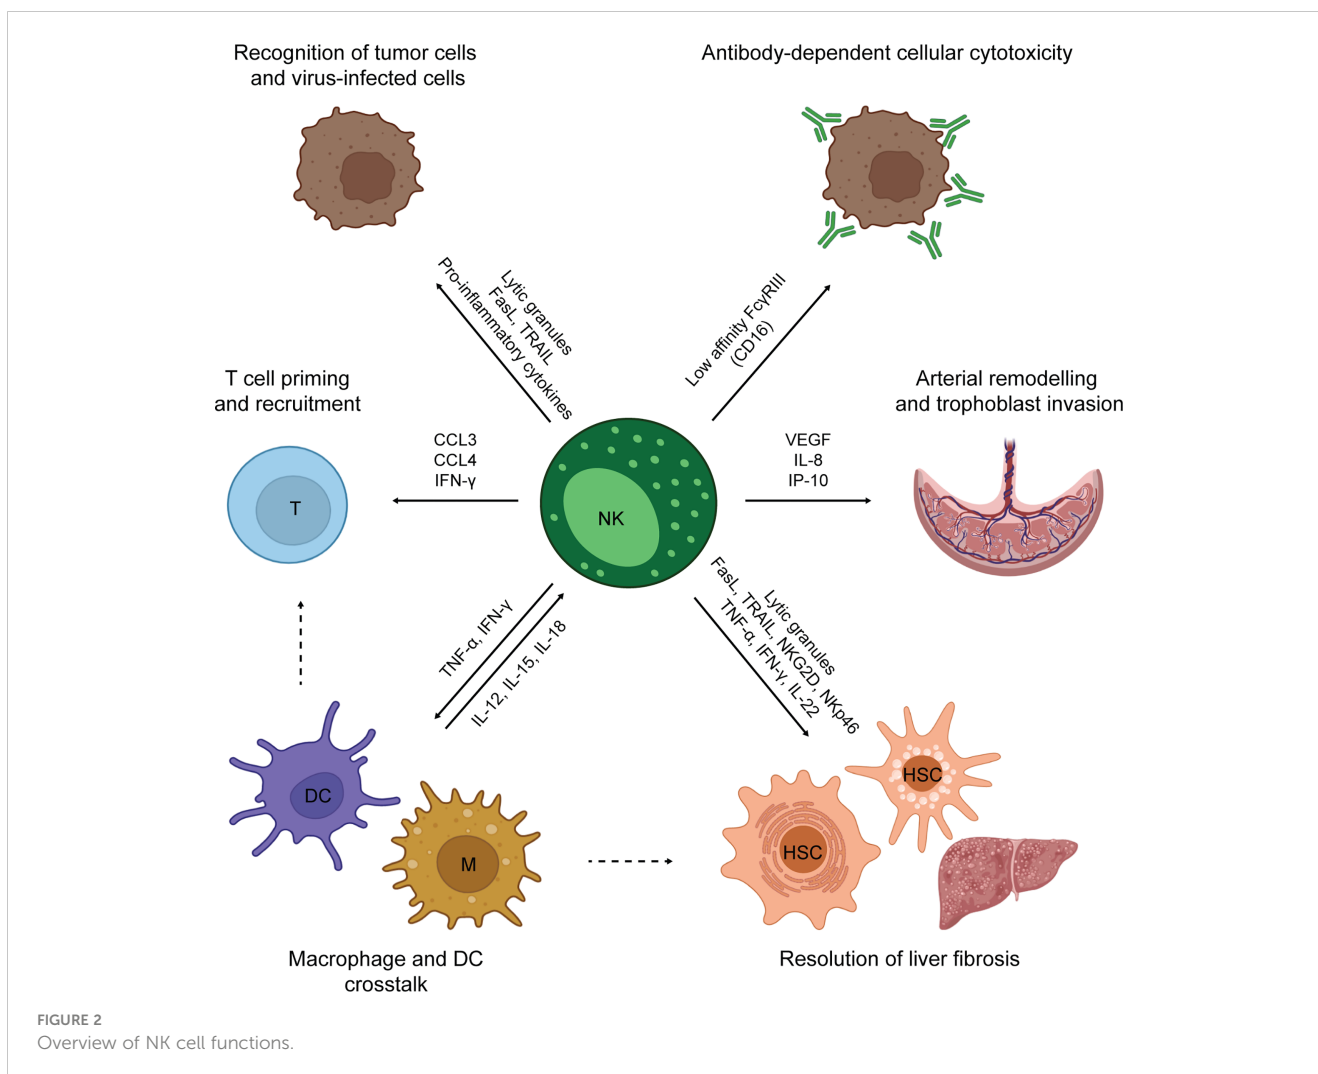 Recognition of tumor cells
and virus-infected cells
Antibody-dependent cellular cytotoxicity
Lytic granules
FasL, TRAIL
Pro-inflammatory cytokines
Low affinity FcγRIII
(CD16)
T cell priming
and recruitment
Arterial remodelling
and trophoblast invasion
CCL3
CCL4
IFN-γ
VEGF
IL-8
IP-10
T
NK
TNF-α, IFN-γ
IL-12, IL-15, IL-18
Lytic granules
FasL, TRAIL, NKG2D, NKp46
TNF-α, IFN-γ, IL-22
DC
M
HSC
HSC
Macrophage and DC
crosstalk
Resolution of liver fibrosis
FIGURE 2
Overview of NK cell functions.